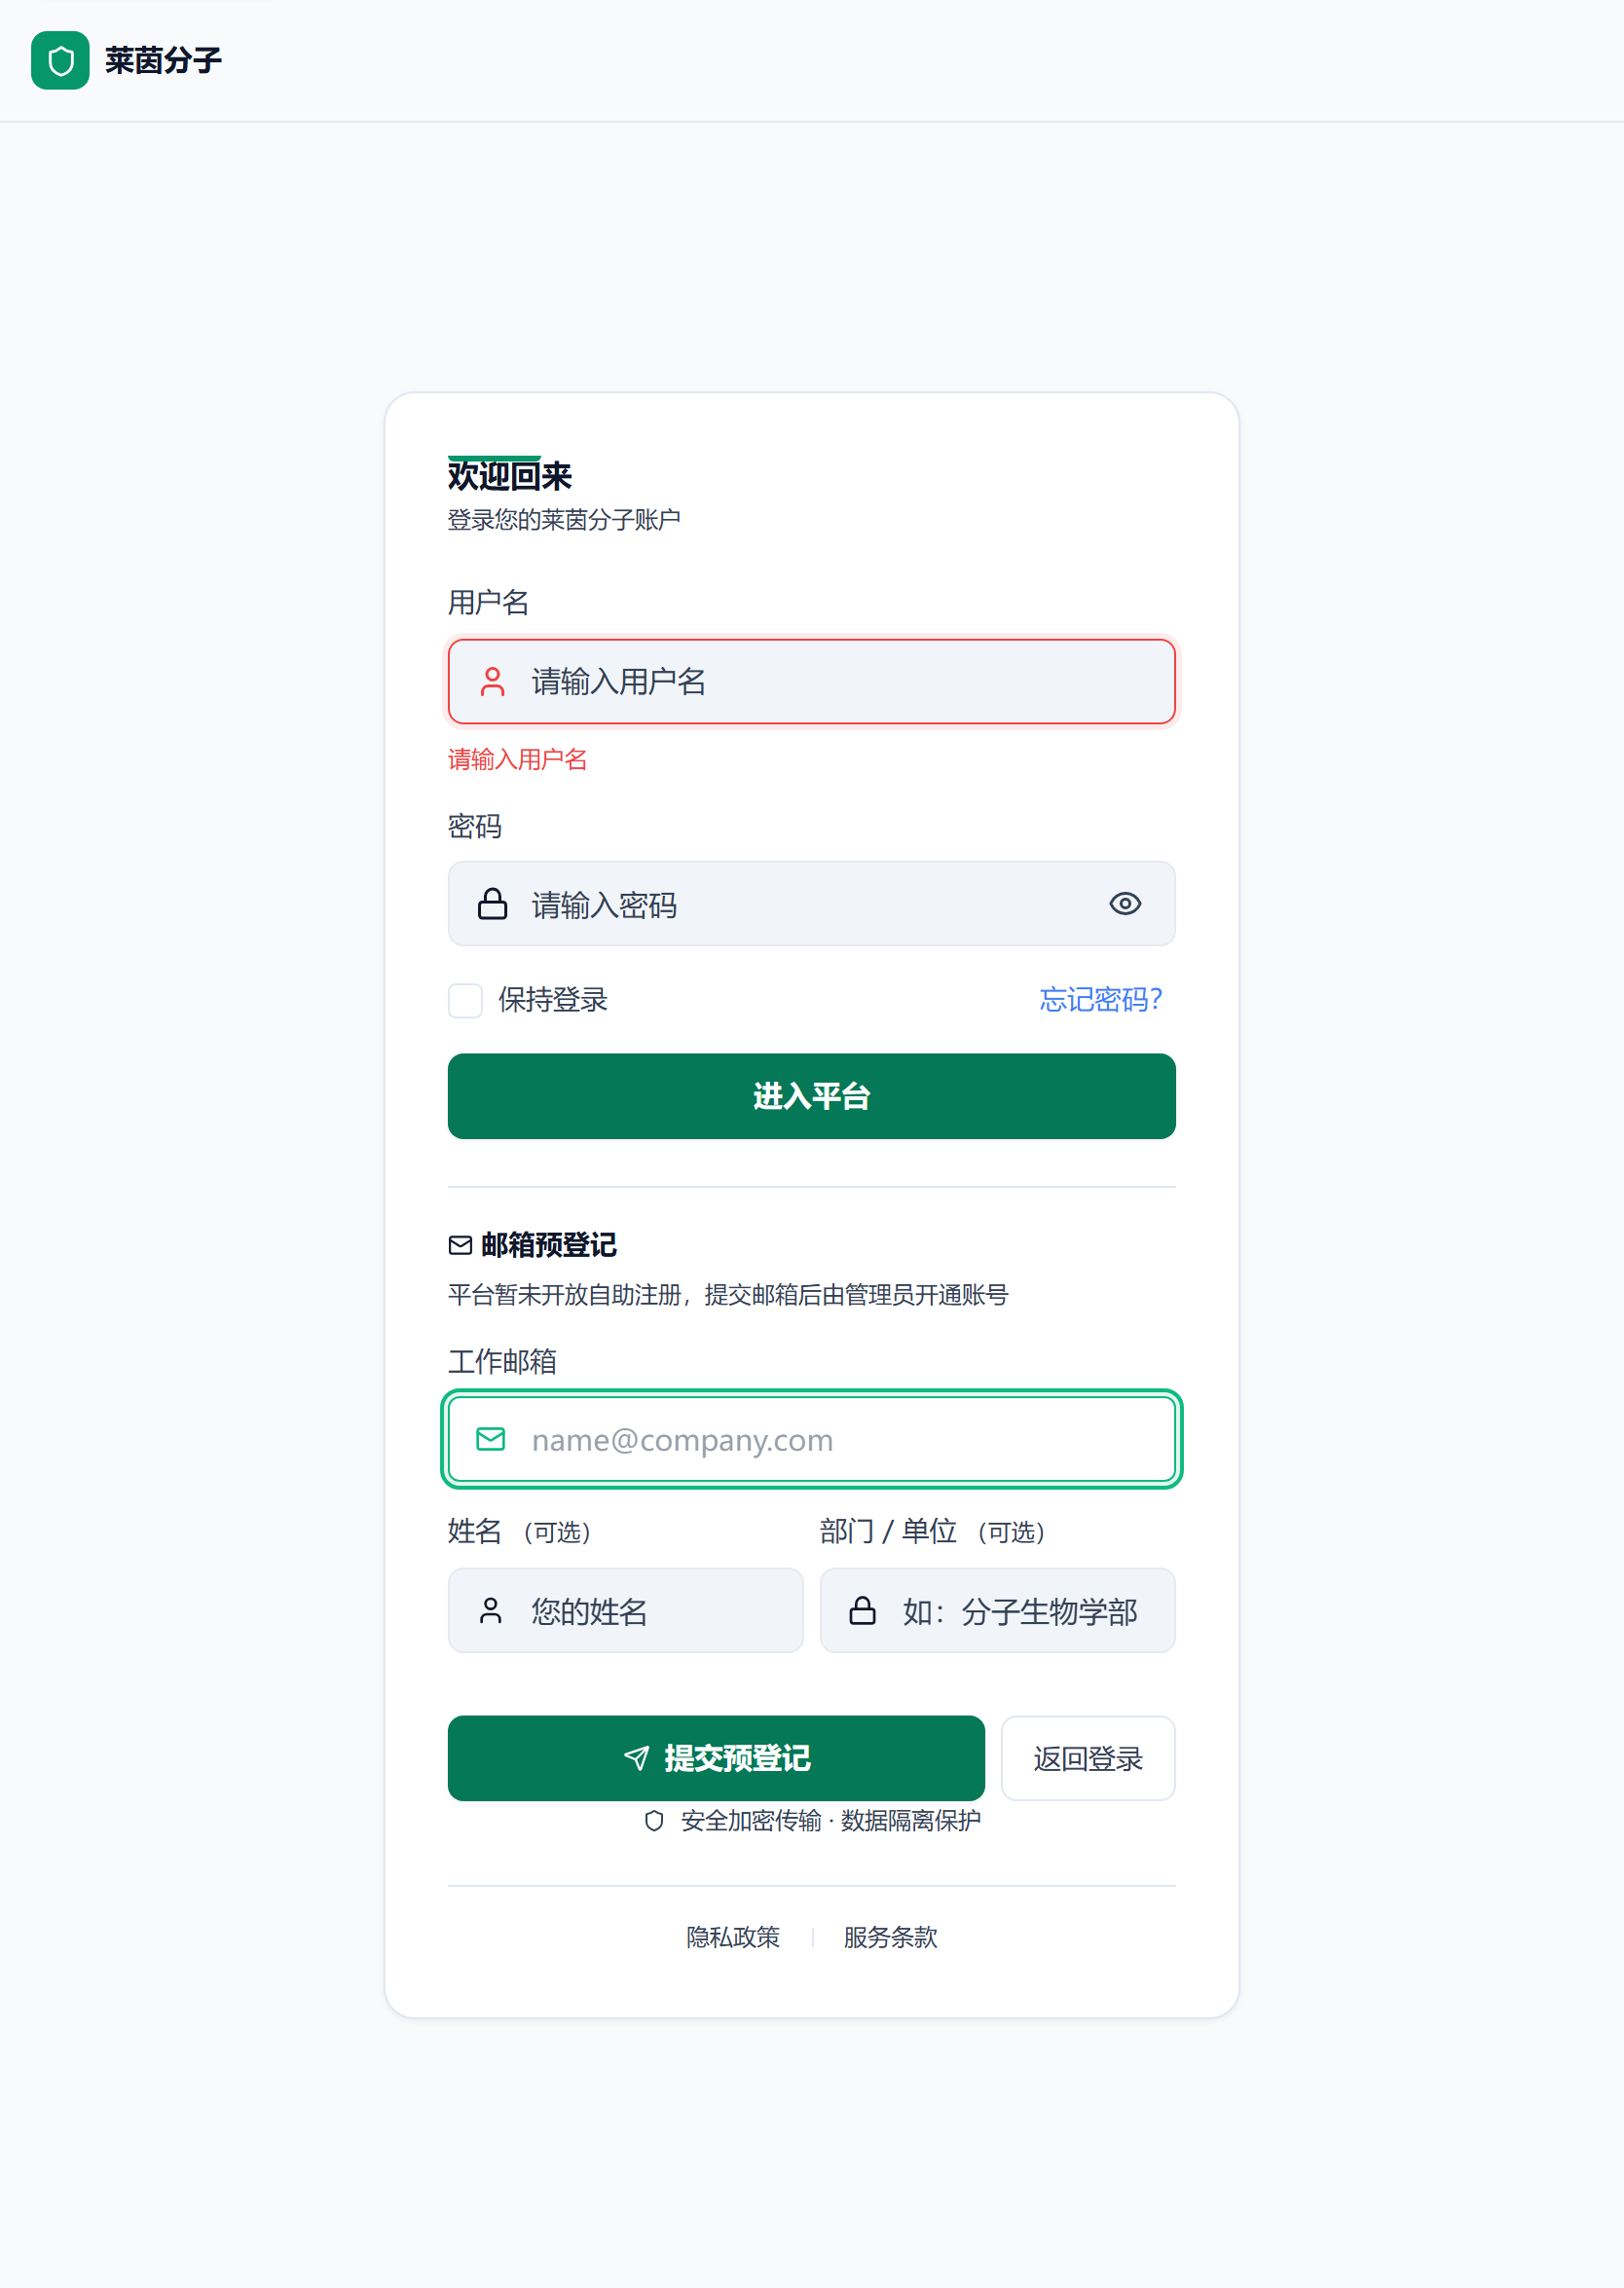 莱茵分子
欢迎回来
登录您的莱茵分子账户
用户名
请输入用户名
请输入用户名
密码
请输入密码
保持登录 忘记密码?
进入平台
邮箱预登记
平台暂未开放自助注册，提交邮箱后由管理员开通账号
工作邮箱
name@company.com
姓名 （可选） 部门 / 单位 （可选）
您的姓名 如：分子生物学部
提交预登记 返回登录
安全加密传输 · 数据隔离保护
隐私政策 服务条款